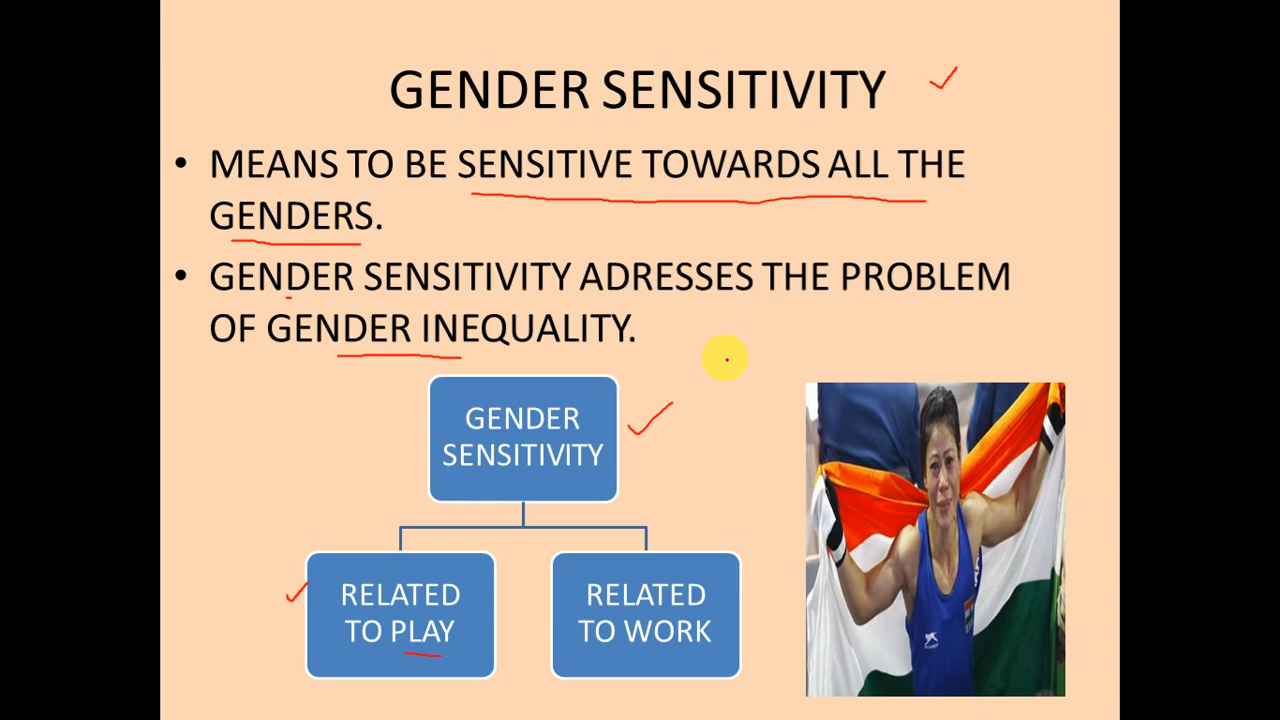 GENDER SENSITIVITY
• MEANS TO BE SENSITIVE TOWARDS ALL THE
GENDERS.
• GENDER SENSITIVITY ADRESSES THE PROBLEM
OF GENDER INEQUALITY.
GENDER
SENSITIVITY
RELATED
TO PLAY
RELATED
TO WORK